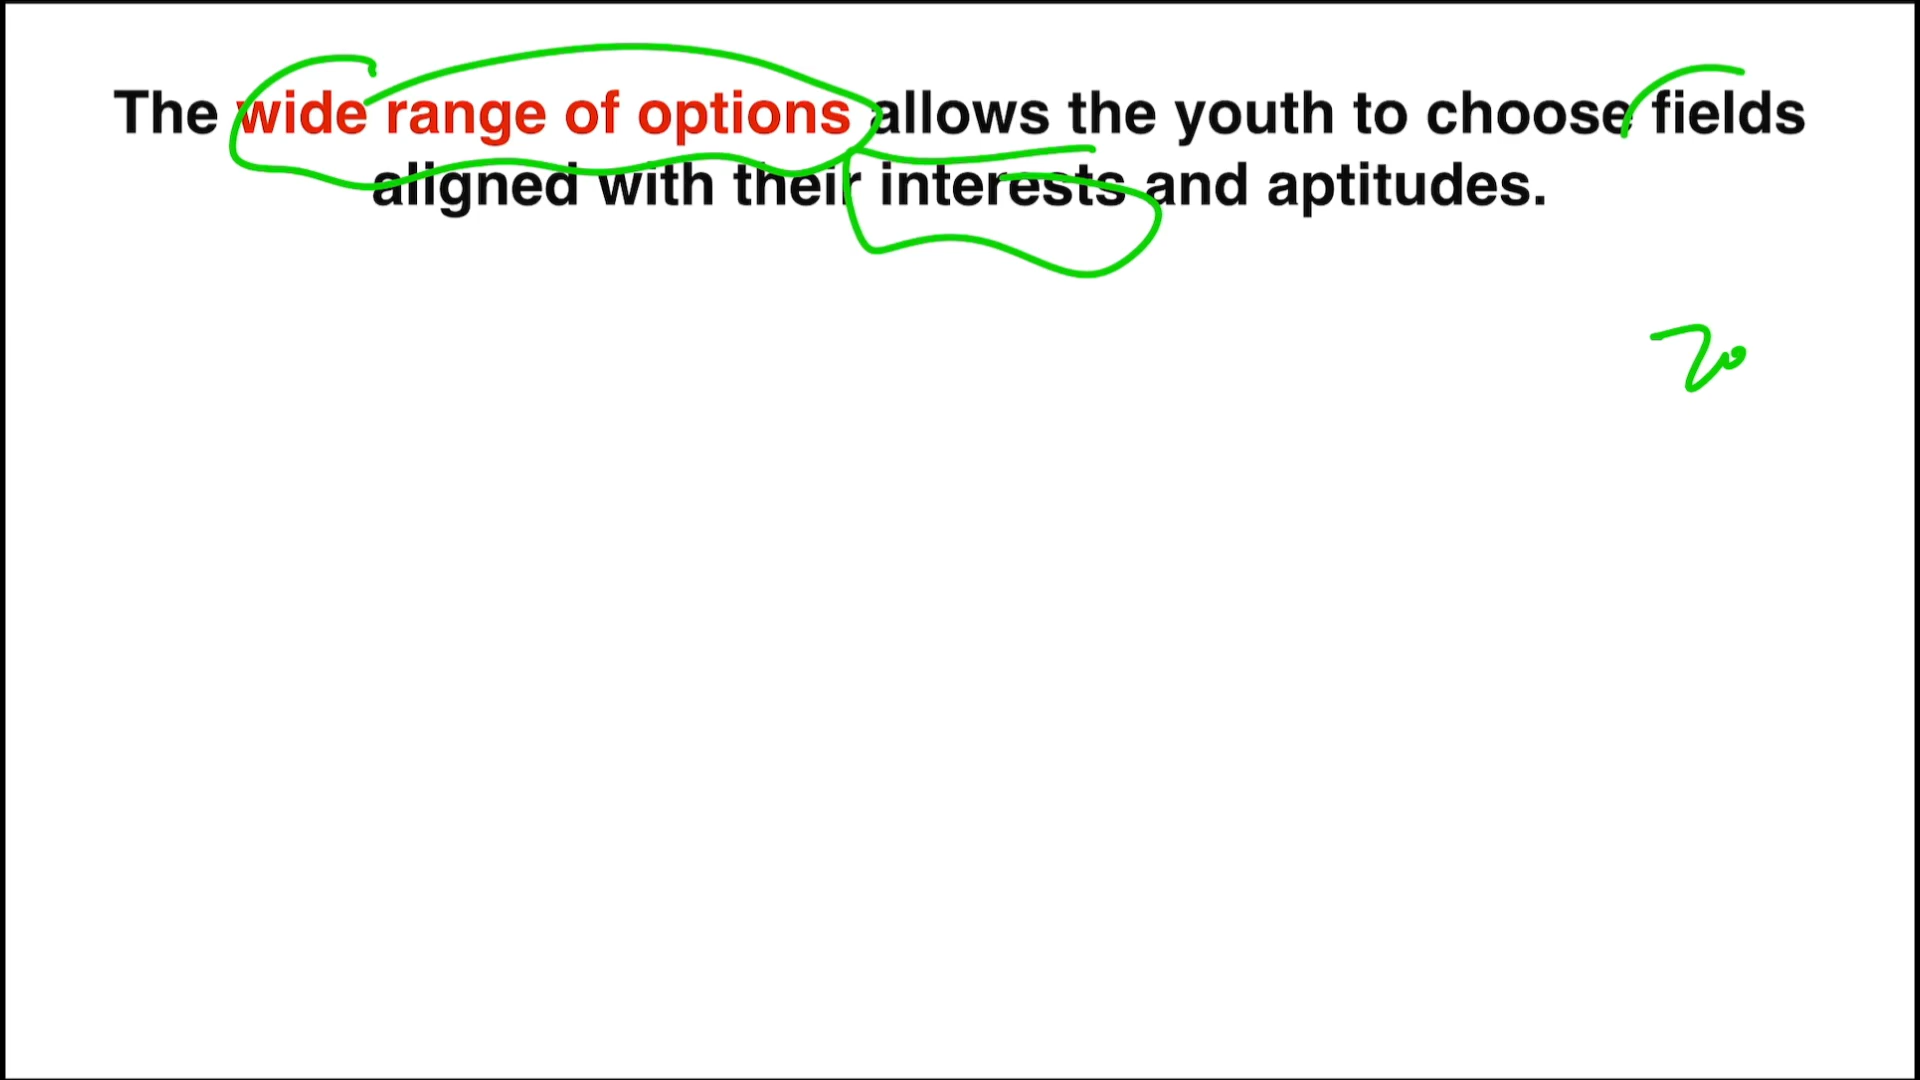 The wide range of options allows the youth to choose fields
aligned with their interests and aptitudes.